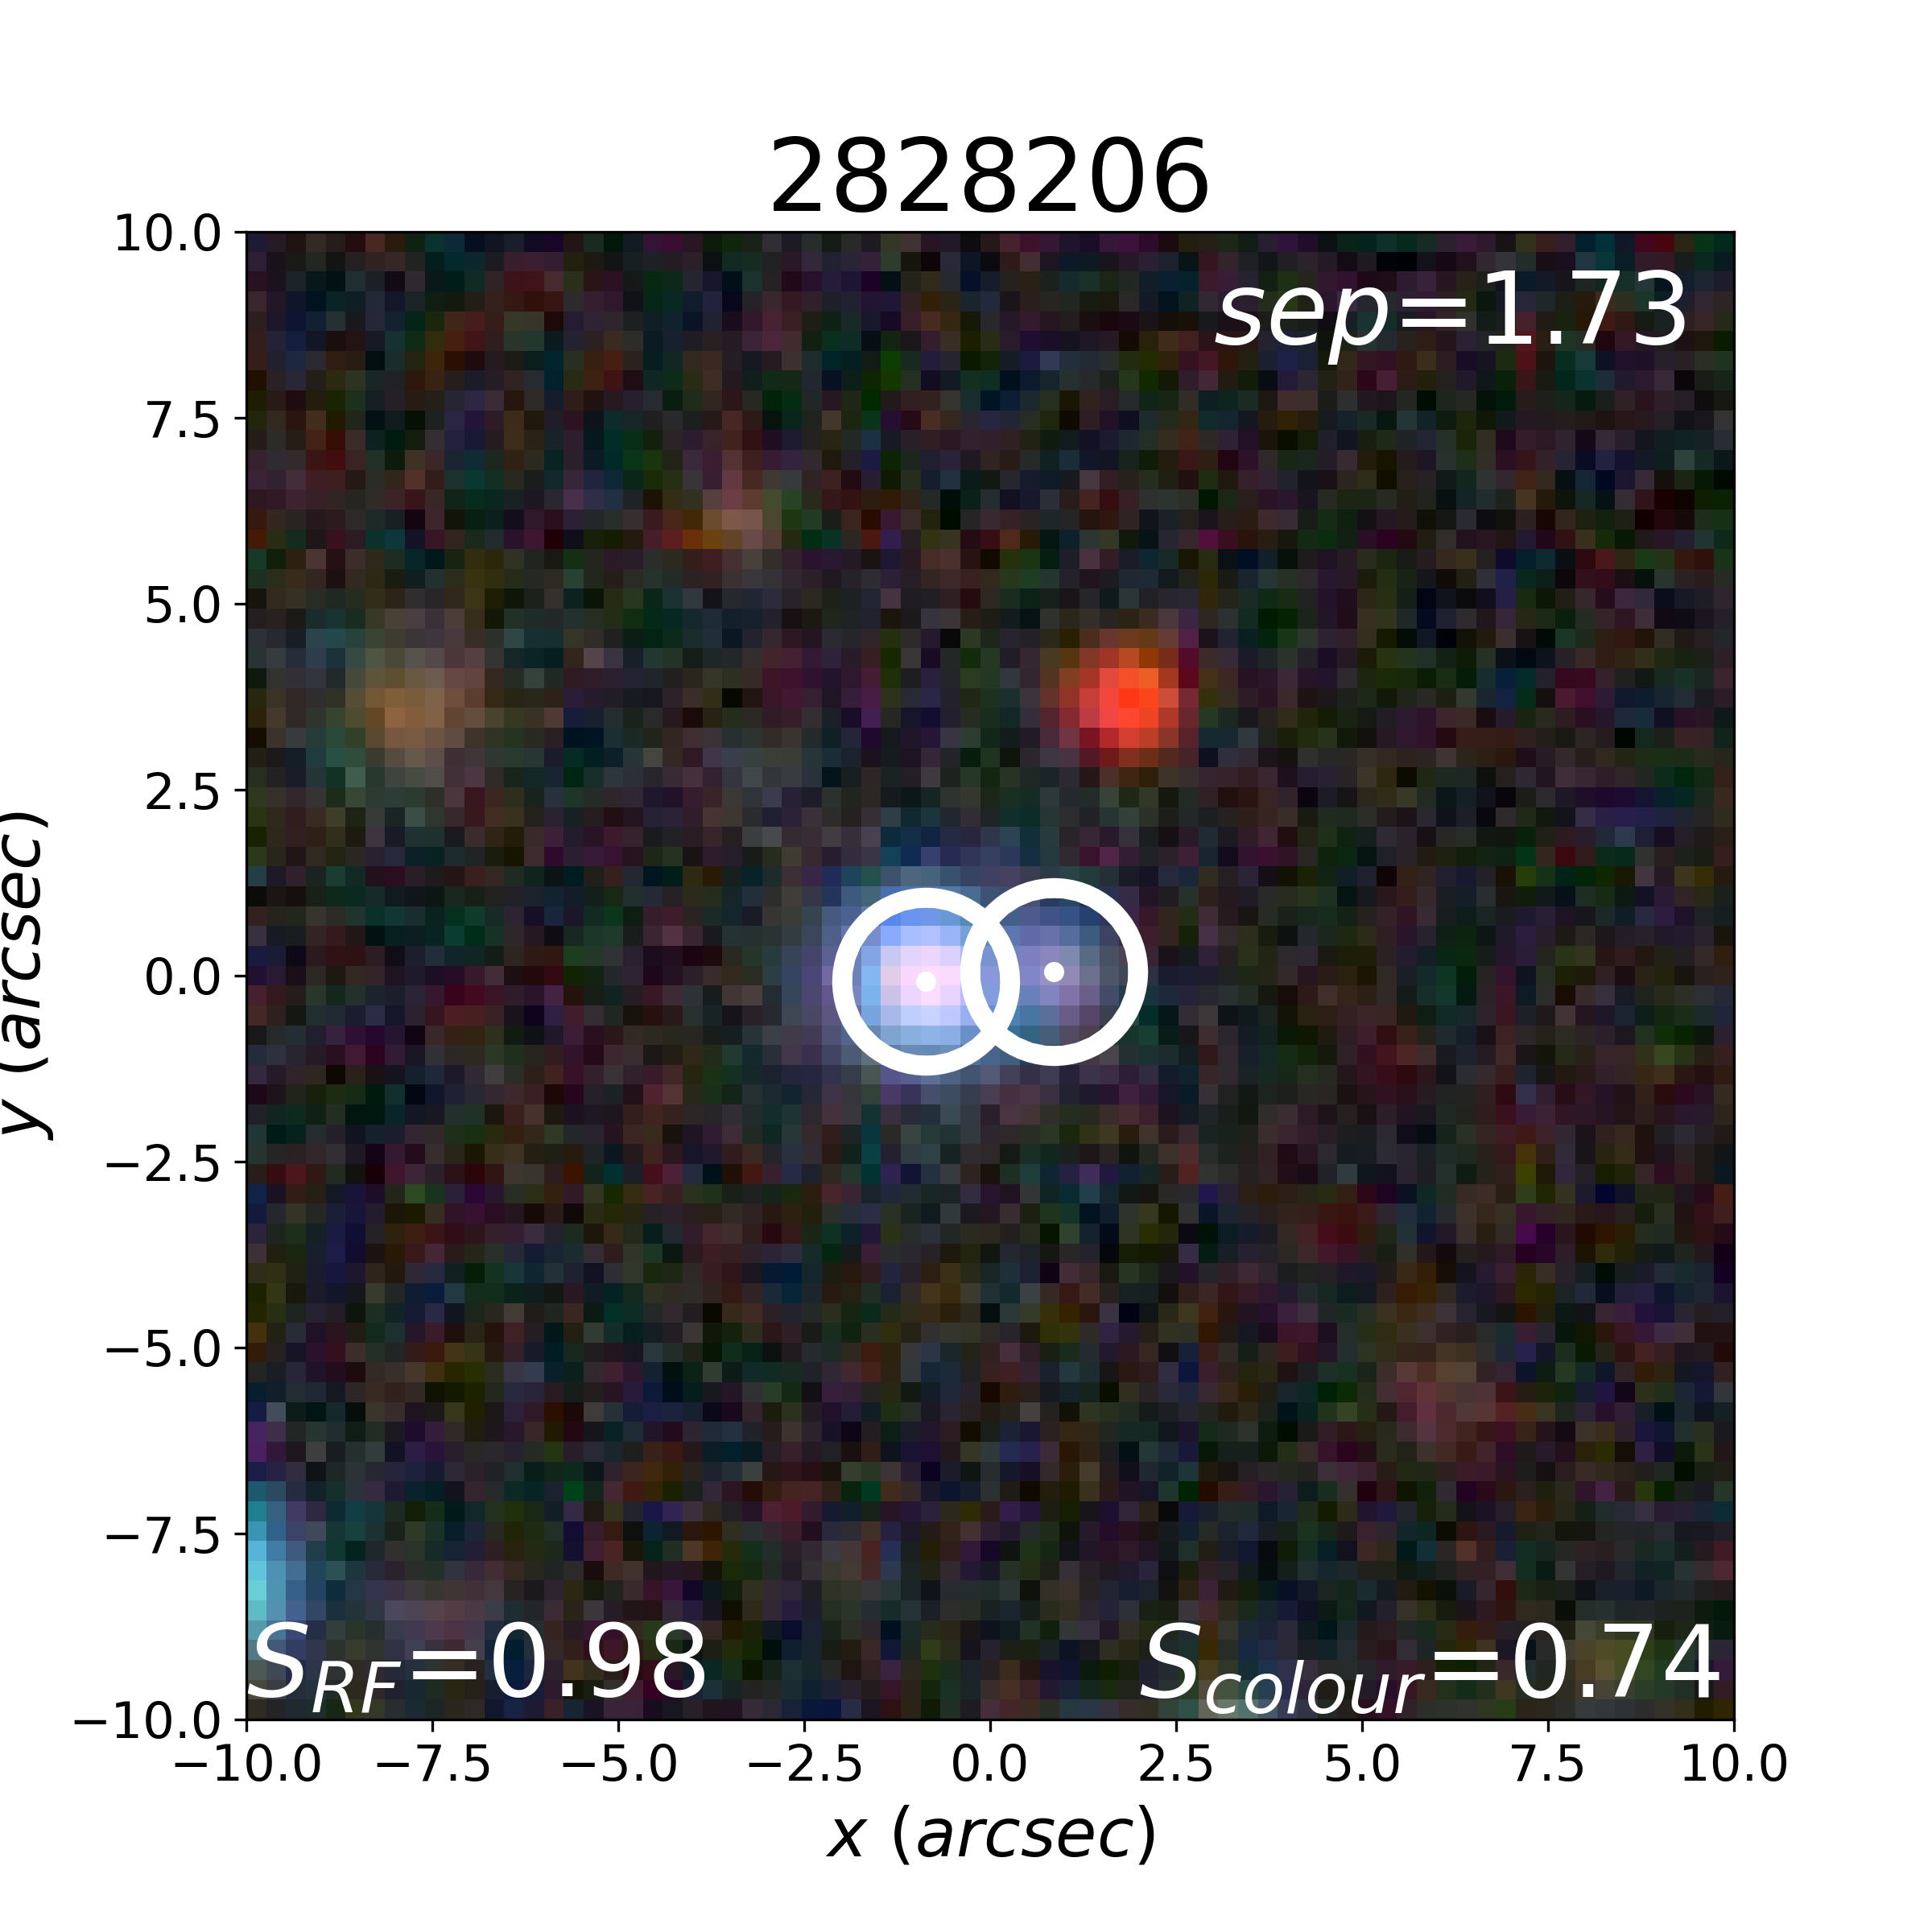 2828206
sep=1.73
10.0
7.5
5.0
2.5
0.0
−2.5
−5.0
−7.5
−10.0
y (arcsec)
S_RF=0.98
S_colour=0.74
−10.0 −7.5 −5.0 −2.5 0.0 2.5 5.0 7.5 10.0
x (arcsec)